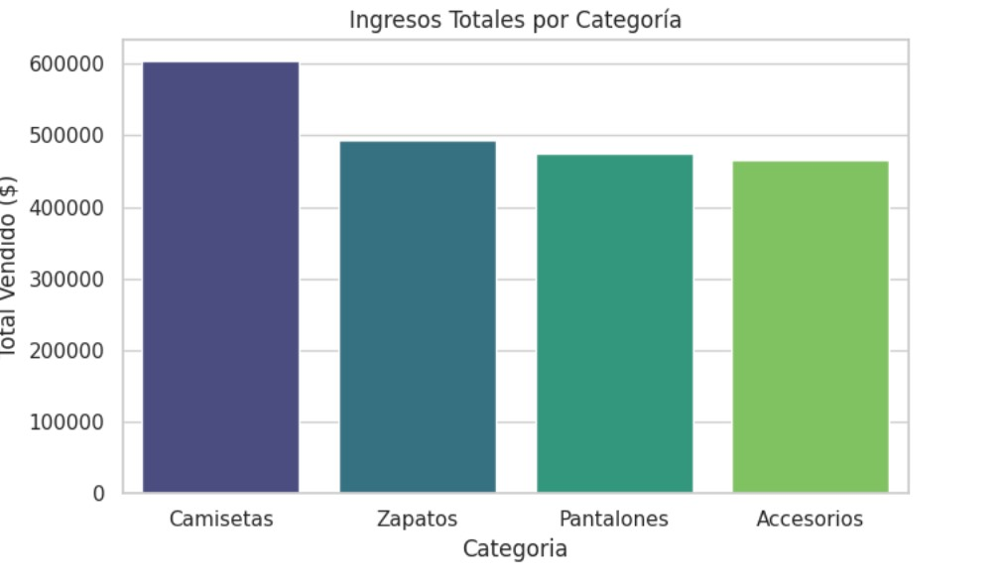 Ingresos Totales por Categoría
Total Vendido ($)
600000
500000
400000
300000
200000
100000
0
Camisetas
Zapatos
Pantalones
Accesorios
Categoria